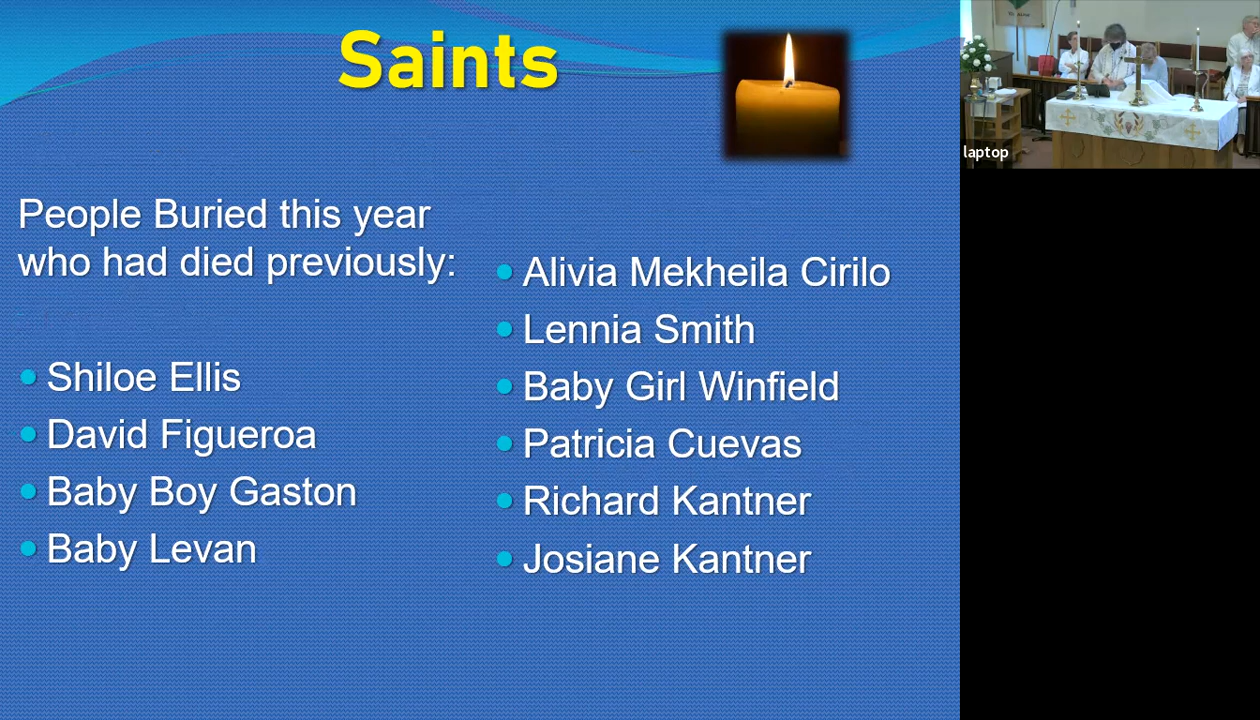 Saints
People Buried this year
who had died previously:
Shiloe Ellis
David Figueroa
Baby Boy Gaston
Baby Levan
Alivia Mekheila Cirilo
Lennia Smith
Baby Girl Winfield
Patricia Cuevas
Richard Kantner
Josiane Kantner
laptop